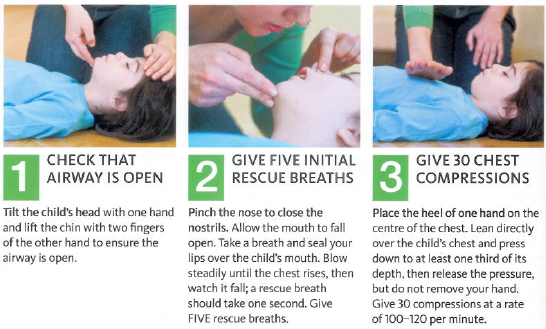 1 CHECK THAT
AIRWAY IS OPEN
Tilt the child's head with one hand
and lift the chin with two fingers
of the other hand to ensure the
airway is open.
2 GIVE FIVE INITIAL
RESCUE BREATHS
Pinch the nose to close the
nostrils. Allow the mouth to fall
open. Take a breath and seal your
lips over the child's mouth. Blow
steadily until the chest rises, then
watch it fall; a rescue breath
should take one second. Give
FIVE rescue breaths.
3 GIVE 30 CHEST
COMPRESSIONS
Place the heel of one hand on the
centre of the chest. Lean directly
over the child's chest and press
down to at least one third of its
depth, then release the pressure,
but do not remove your hand.
Give 30 compressions at a rate
of 100–120 per minute.